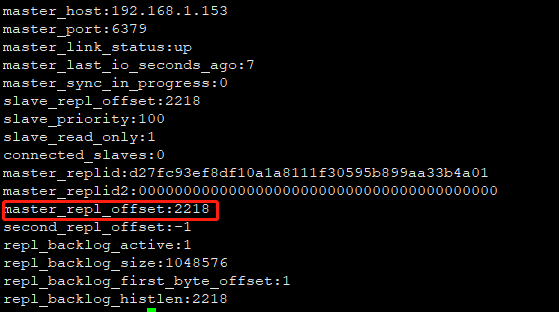 master_host:192.168.1.153
master_port:6379
master_link_status:up
master_last_io_seconds_ago:7
master_sync_in_progress:0
slave_repl_offset:2218
slave_priority:100
slave_read_only:1
connected_slaves:0
master_replid:d27fc93ef8df10a1a8111f30595b899aa33b4a01
master_replid2:0000000000000000000000000000000000000000
master_repl_offset:2218
second_repl_offset:-1
repl_backlog_active:1
repl_backlog_size:1048576
repl_backlog_first_byte_offset:1
repl_backlog_histlen:2218